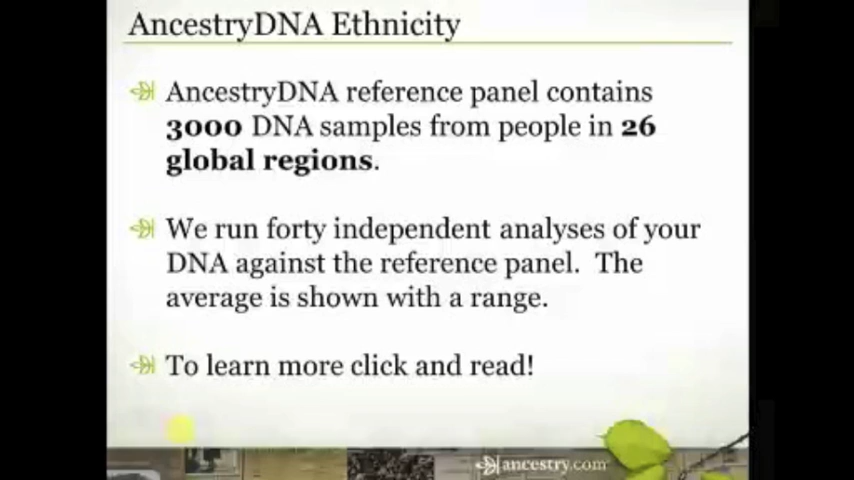 AncestryDNA Ethnicity
AncestryDNA reference panel contains
3000 DNA samples from people in 26
global regions.
We run forty independent analyses of your
DNA against the reference panel.  The
average is shown with a range.
To learn more click and read!
ancestry.com